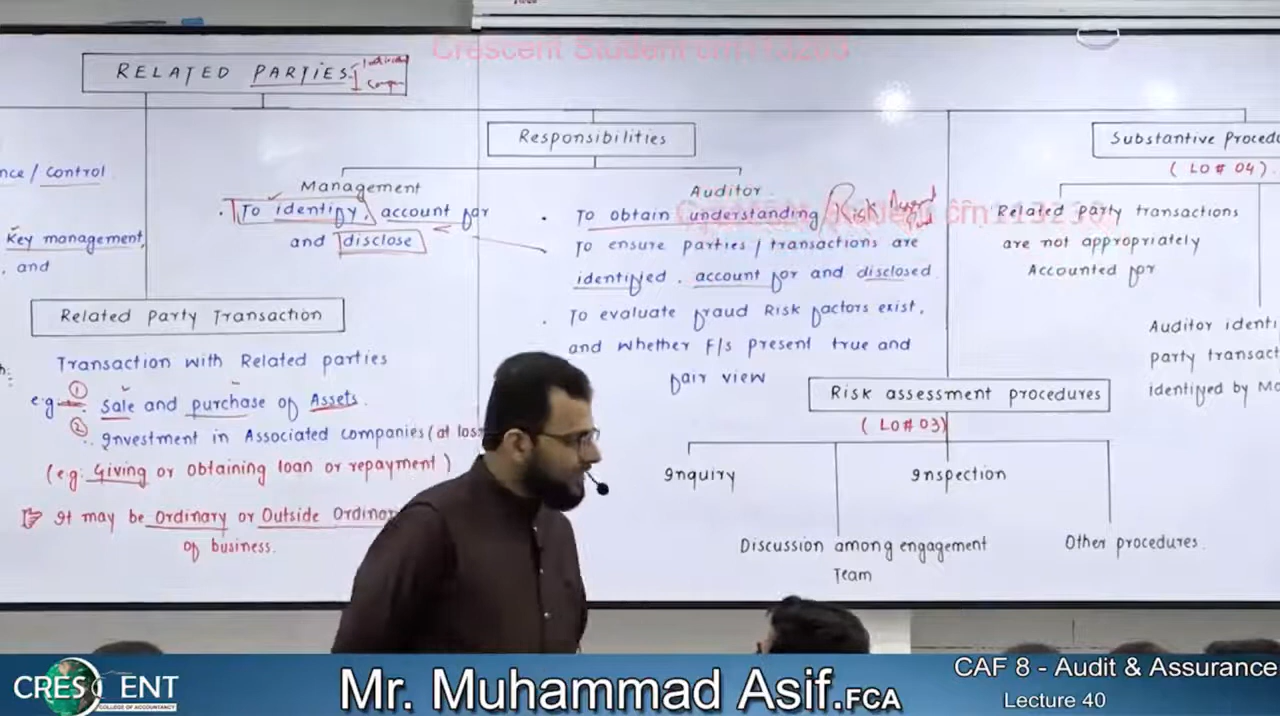 RELATED PARTIES
nce / control
Key management,
, and
Related Party Transaction
Transaction with Related parties
e.g: ① sale and purchase of Assets.
② Investment in Associated companies (at loss
(e.g: Giving or obtaining loan or repayment)
It may be ordinary or Outside Ordinar
of business.
Responsibilities
Management
. To identify, account for
and disclose
Auditor
. To obtain understanding / Risk
. To ensure parties / transactions are
identified, account for and disclosed.
. To evaluate fraud Risk factors exist,
and whether F/s present true and
fair view
Risk assessment procedures
(LO# 03)
Inquiry
Inspection
Discussion among engagement
Team
Other procedures.
Substantive Procedu
(LO# 04).
Related party transactions
are not appropriately
Accounted for
Auditor identi
party transact
identified by Ma
Crescent Student crn113203
CRESCENT
COLLEGE OF ACCOUNTANCY
Mr. Muhammad Asif.FCA
CAF 8 - Audit & Assurance
Lecture 40